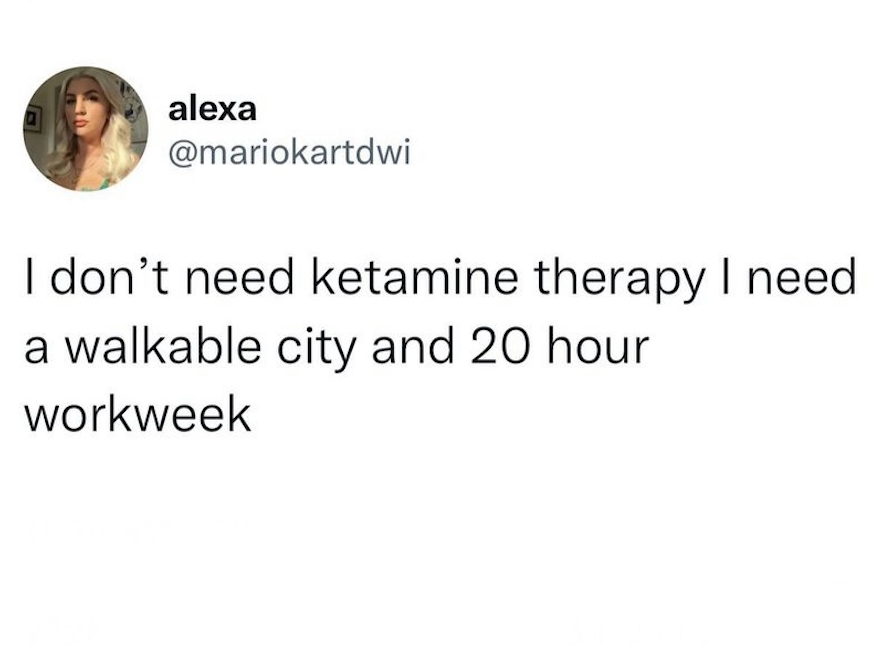 alexa
@mariokartdwi
I don’t need ketamine therapy I need
a walkable city and 20 hour
workweek